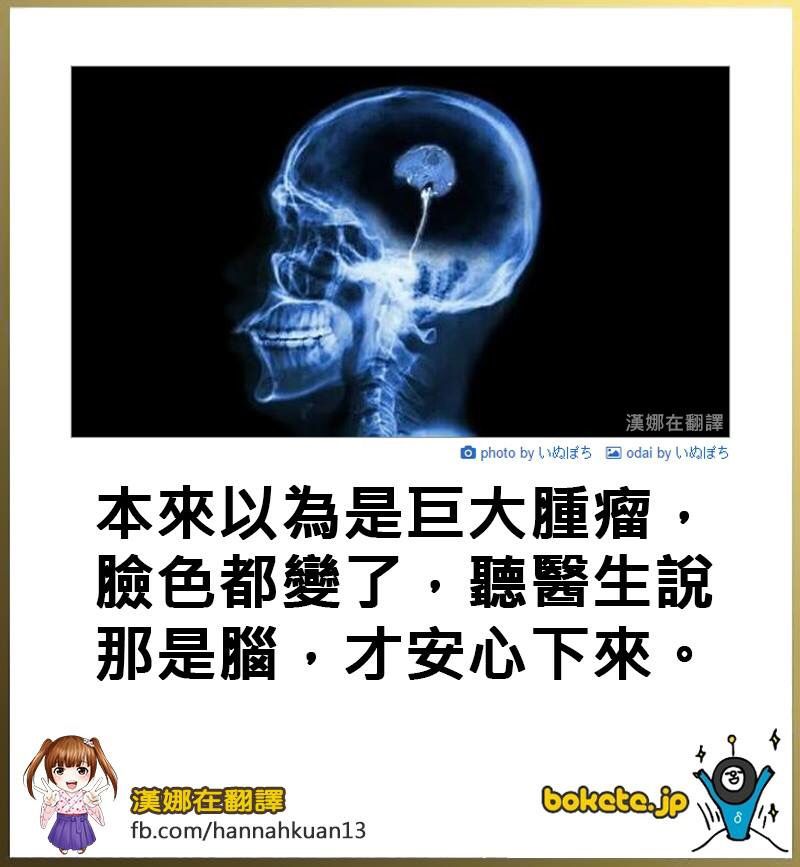 漢娜在翻譯
photo by いぬぽち odai by いぬぽち
本來以為是巨大腫瘤，
臉色都變了，聽醫生說
那是腦，才安心下來。
漢娜在翻譯
fb.com/hannahkuan13
bokete.jp
δ